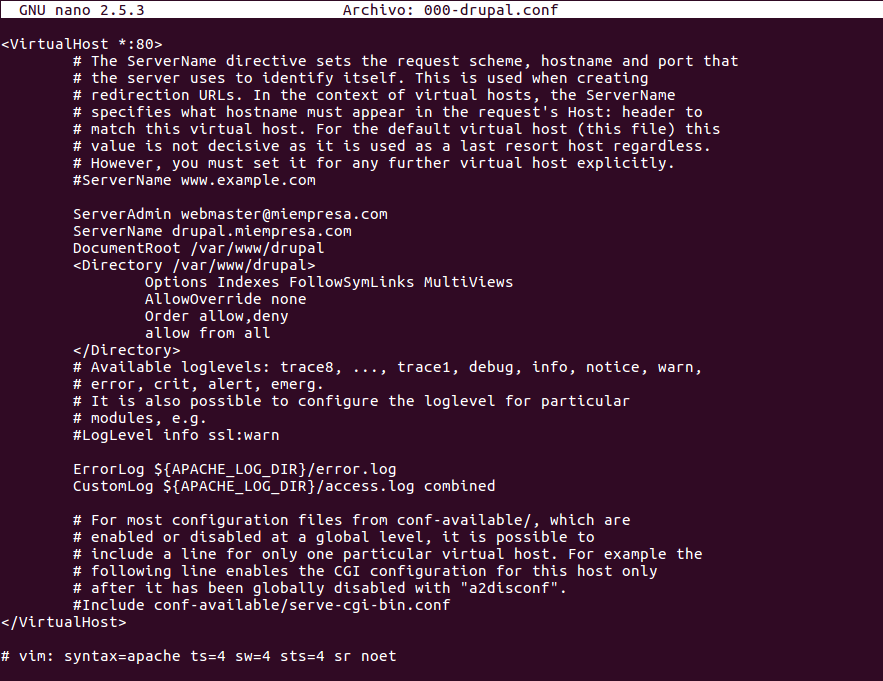 GNU nano 2.5.3                      Archivo: 000-drupal.conf
<VirtualHost *:80>
        # The ServerName directive sets the request scheme, hostname and port that
        # the server uses to identify itself. This is used when creating
        # redirection URLs. In the context of virtual hosts, the ServerName
        # specifies what hostname must appear in the request's Host: header to
        # match this virtual host. For the default virtual host (this file) this
        # value is not decisive as it is used as a last resort host regardless.
        # However, you must set it for any further virtual host explicitly.
        #ServerName www.example.com
        ServerAdmin webmaster@miempresa.com
        ServerName drupal.miempresa.com
        DocumentRoot /var/www/drupal
        <Directory /var/www/drupal>
                Options Indexes FollowSymLinks MultiViews
                AllowOverride none
                Order allow,deny
                allow from all
        </Directory>
        # Available loglevels: trace8, ..., trace1, debug, info, notice, warn,
        # error, crit, alert, emerg.
        # It is also possible to configure the loglevel for particular
        # modules, e.g.
        #LogLevel info ssl:warn
        ErrorLog ${APACHE_LOG_DIR}/error.log
        CustomLog ${APACHE_LOG_DIR}/access.log combined
        # For most configuration files from conf-available/, which are
        # enabled or disabled at a global level, it is possible to
        # include a line for only one particular virtual host. For example the
        # following line enables the CGI configuration for this host only
        # after it has been globally disabled with "a2disconf".
        #Include conf-available/serve-cgi-bin.conf
</VirtualHost>
# vim: syntax=apache ts=4 sw=4 sts=4 sr noet